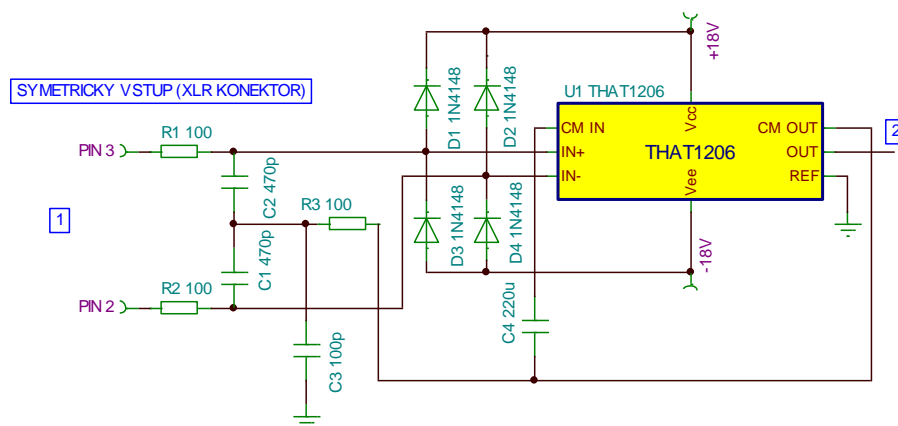 +18V
SYMETRICKY VSTUP (XLR KONEKTOR)
D1 1N4148
D2 1N4148
U1 THAT1206
CM IN
Vcc
CM OUT
PIN 3
R1 100
IN+
THAT1206
OUT
2
IN-
Vee
REF
C2 470p
1
R3 100
D3 1N4148
D4 1N4148
-18V
C1 470p
PIN 2
R2 100
C3 100p
C4 220u